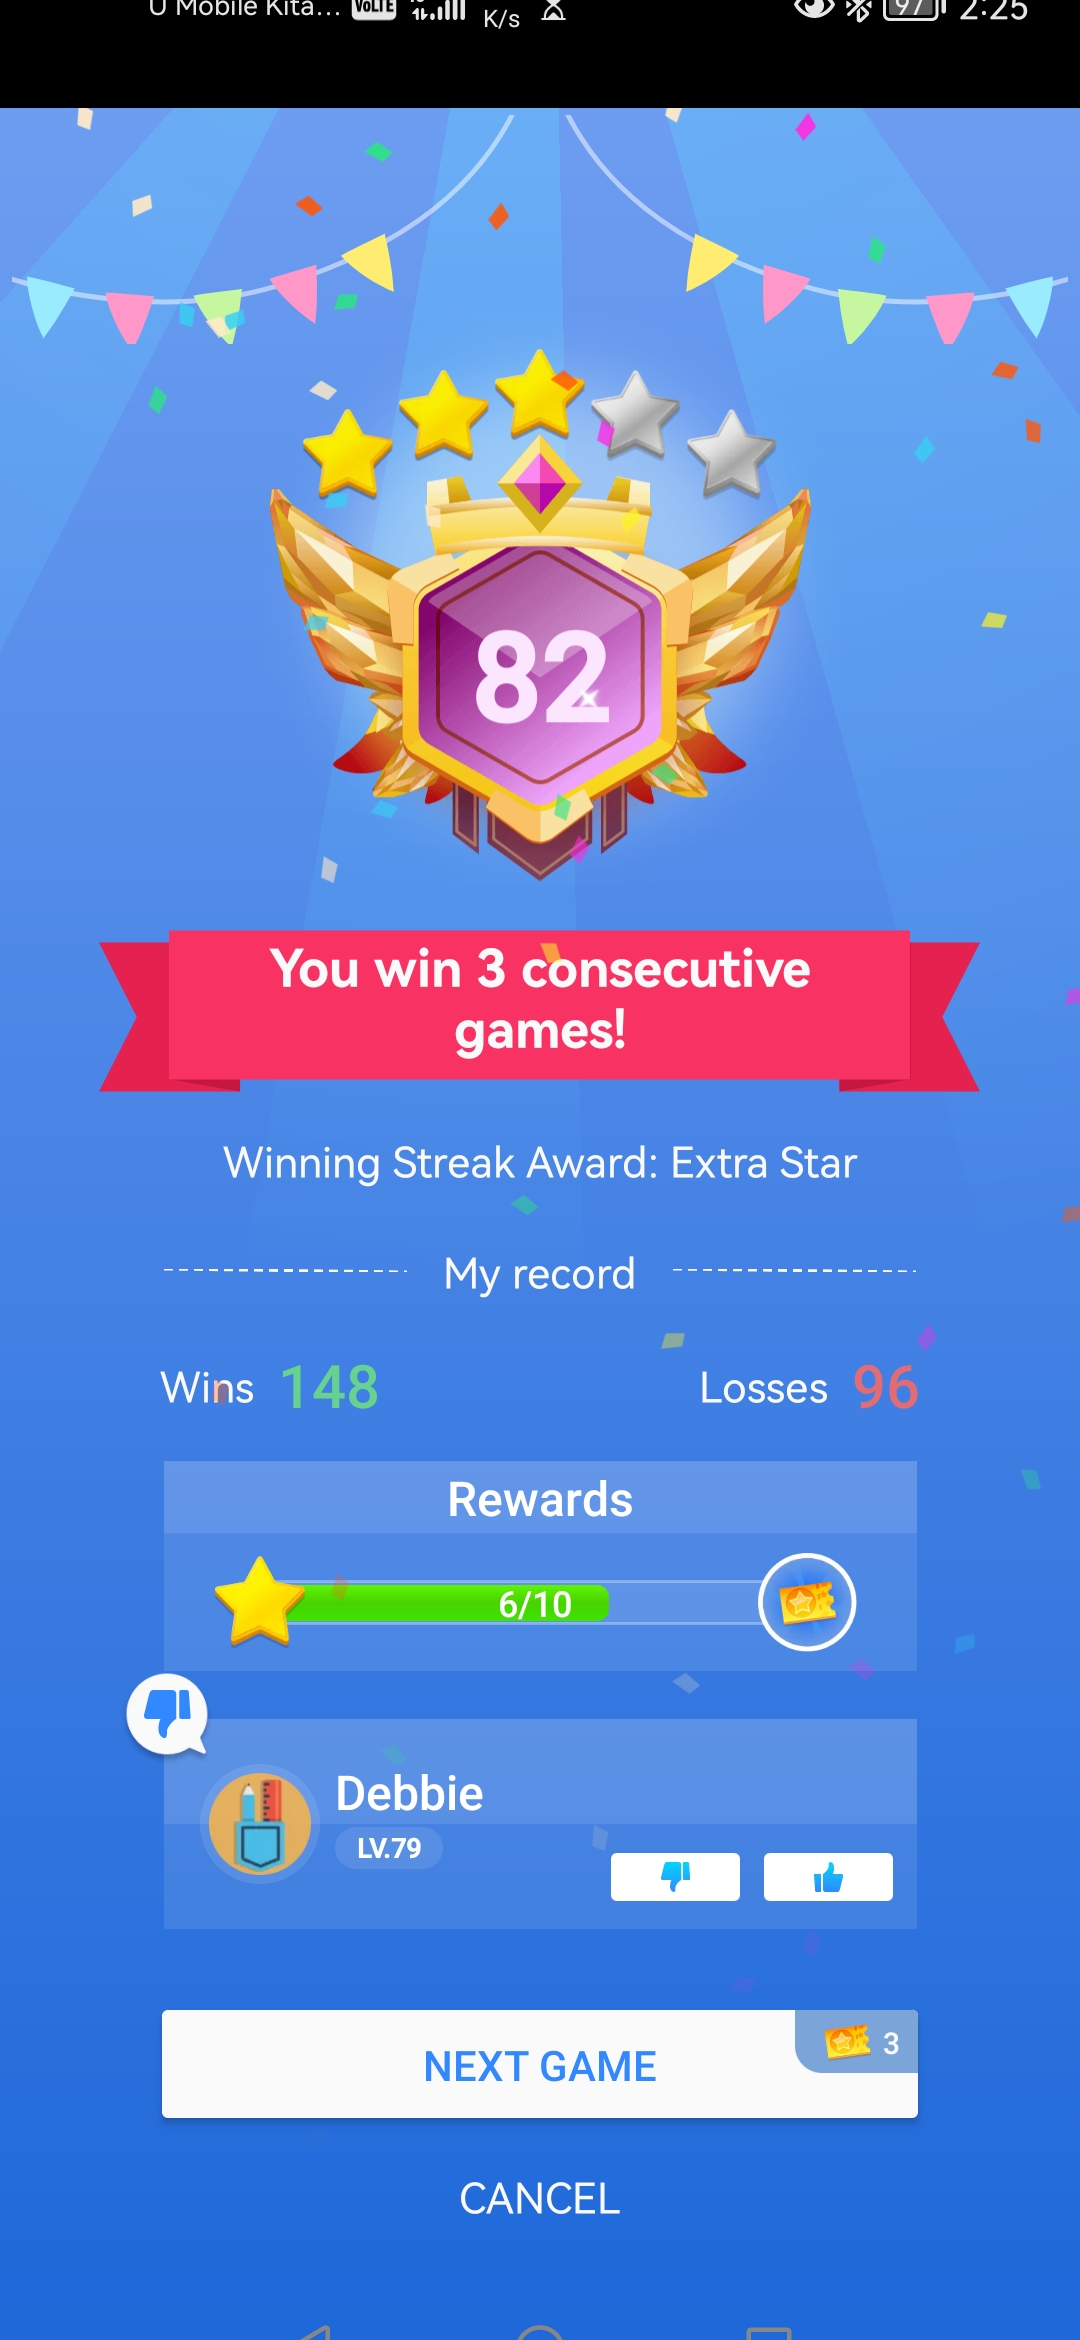 U Mobile Kita... VoLTE K/s 97 2:25
82
You win 3 consecutive
games!
Winning Streak Award: Extra Star
My record
Wins 148 Losses 96
Rewards
6/10
Debbie
LV.79
3
NEXT GAME
CANCEL